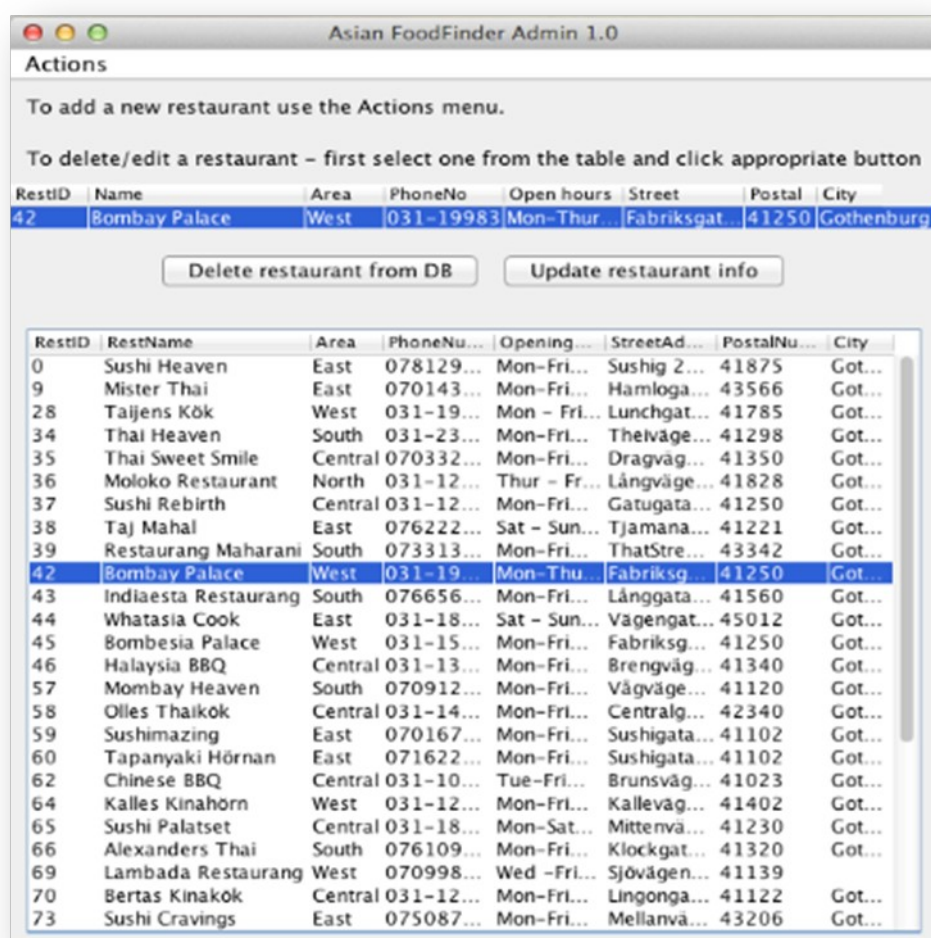 Asian FoodFinder Admin 1.0
Actions
To add a new restaurant use the Actions menu.
To delete/edit a restaurant – first select one from the table and click appropriate button
RestID Name Area PhoneNo Open hours Street Postal City
42 Bombay Palace West 031-19983 Mon-Thur... Fabriksgat... 41250 Gothenburg
Delete restaurant from DB Update restaurant info
RestID RestName Area PhoneNu... Opening... StreetAd... PostalNu... City
0 Sushi Heaven East 078129... Mon-Fri... Sushig 2... 41875 Got...
9 Mister Thai East 070143... Mon-Fri... Hamloga... 43566 Got...
28 Taijens Kök West 031-19... Mon - Fri... Lunchgat... 41785 Got...
34 Thai Heaven South 031-23... Mon-Fri... Thelväge... 41298 Got...
35 Thai Sweet Smile Central 070332... Mon-Fri... Dragväg... 41350 Got...
36 Moloko Restaurant North 031-12... Thur - Fr... Långväge... 41828 Got...
37 Sushi Rebirth Central 031-12... Mon-Fri... Gatugata... 41250 Got...
38 Taj Mahal East 076222... Sat - Sun... Tjamana... 41221 Got...
39 Restaurang Maharani South 073313... Mon-Fri... ThatStre... 43342 Got...
42 Bombay Palace West 031-19... Mon-Thu... Fabriksg... 41250 Got...
43 Indiaesta Restaurang South 076656... Mon-Fri... Långgata... 41560 Got...
44 Whatasia Cook East 031-18... Sat - Sun... Vägengat... 45012 Got...
45 Bombesia Palace West 031-15... Mon-Fri... Fabriksg... 41250 Got...
46 Halaysia BBQ Central 031-13... Mon-Fri... Brengväg... 41340 Got...
57 Mombay Heaven South 070912... Mon-Fri... Vågväge... 41120 Got...
58 Olles Thaikök Central 031-14... Mon-Fri... Centralg... 42340 Got...
59 Sushimazing East 070167... Mon-Fri... Sushigata... 41102 Got...
60 Tapanyaki Hörnan East 071622... Mon-Fri... Sushigata... 41102 Got...
62 Chinese BBQ Central 031-10... Tue-Fri... Brunsväg... 41023 Got...
64 Kalles Kinahörn West 031-12... Mon-Fri... Kalleväg... 41402 Got...
65 Sushi Palatset Central 031-18... Mon-Sat... Mittenvä... 41230 Got...
66 Alexanders Thai South 076109... Mon-Fri... Klockgat... 41320 Got...
69 Lambada Restaurang West 070998... Wed -Fri... Sjövägen... 41139
70 Bertas Kinakök Central 031-12... Mon-Fri... Lingonga... 41122 Got...
73 Sushi Cravings East 075087... Mon-Fri... Mellanvä... 43206 Got...